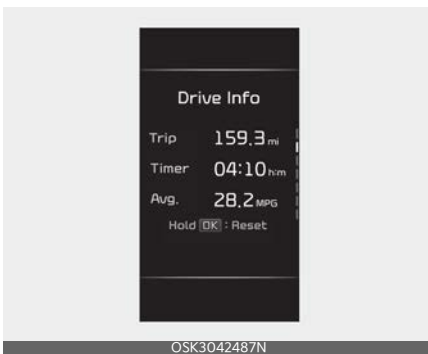 Drive Info
Trip 159.3 mi
Timer 04:10 h:m
Avg. 28.2 MPG
Hold OK : Reset
OSK3042487N